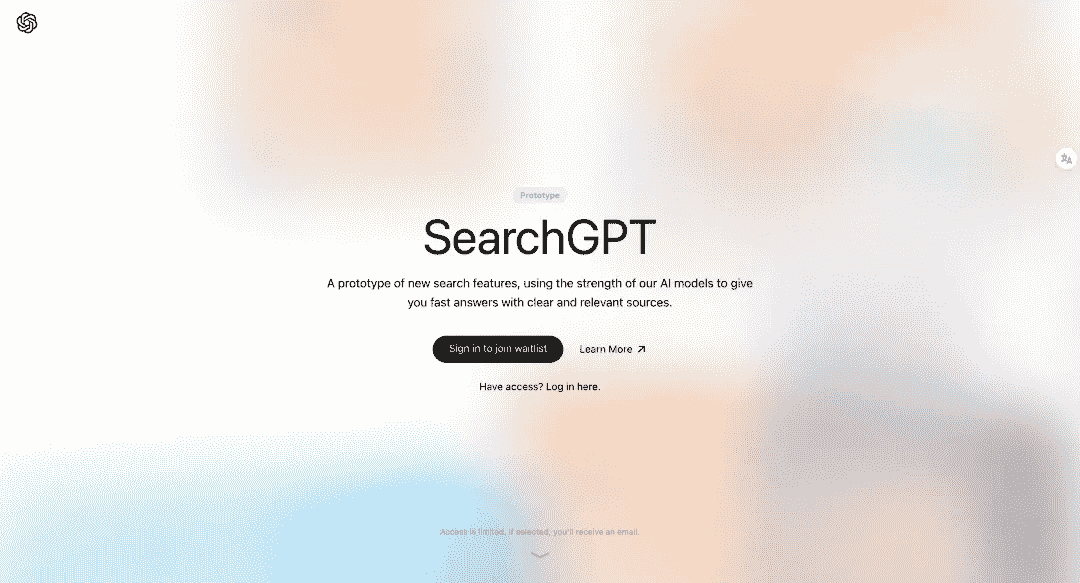 Prototype
SearchGPT
A prototype of new search features, using the strength of our AI models to give
you fast answers with clear and relevant sources.
Sign in to join waitlist
Learn More ↗
Have access? Log in here.
Access is limited, if selected, you'll receive an email.